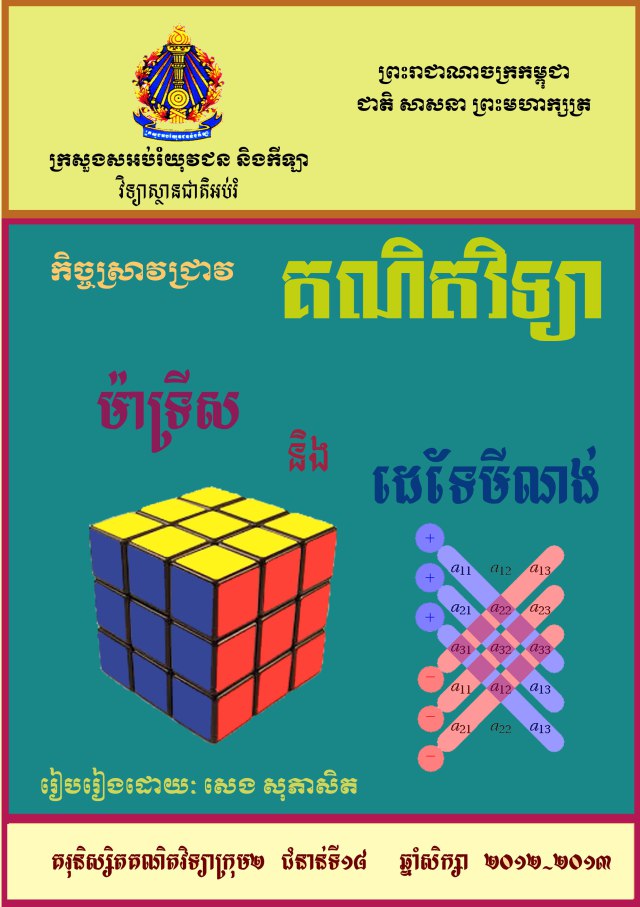 ព្រះរាជាណាចក្រកម្ពុជា
ជាតិ សាសនា ព្រះមហាក្សត្រ
ក្រសួងសអប់រំយុវជន និងកីឡា
វិទ្យាស្ថានជាតិអប់រំ
កិច្ចស្រាវជ្រាវ
គណិតវិទ្យា
ម៉ាទ្រីស
និង
ដេទែមីណង់
+
+ a11 a12 a13
+ a21 a22 a23
a31 a32 a33
− a11 a12 a13
− a21 a22 a13
−
រៀបរៀងដោយៈ សេង សុភាសិត
គរុនិស្សិតគណិតវិទ្យាក្រុម២ ជំនាន់ទី១៨ ឆ្នាំសិក្សា ២០១២~២០១៣